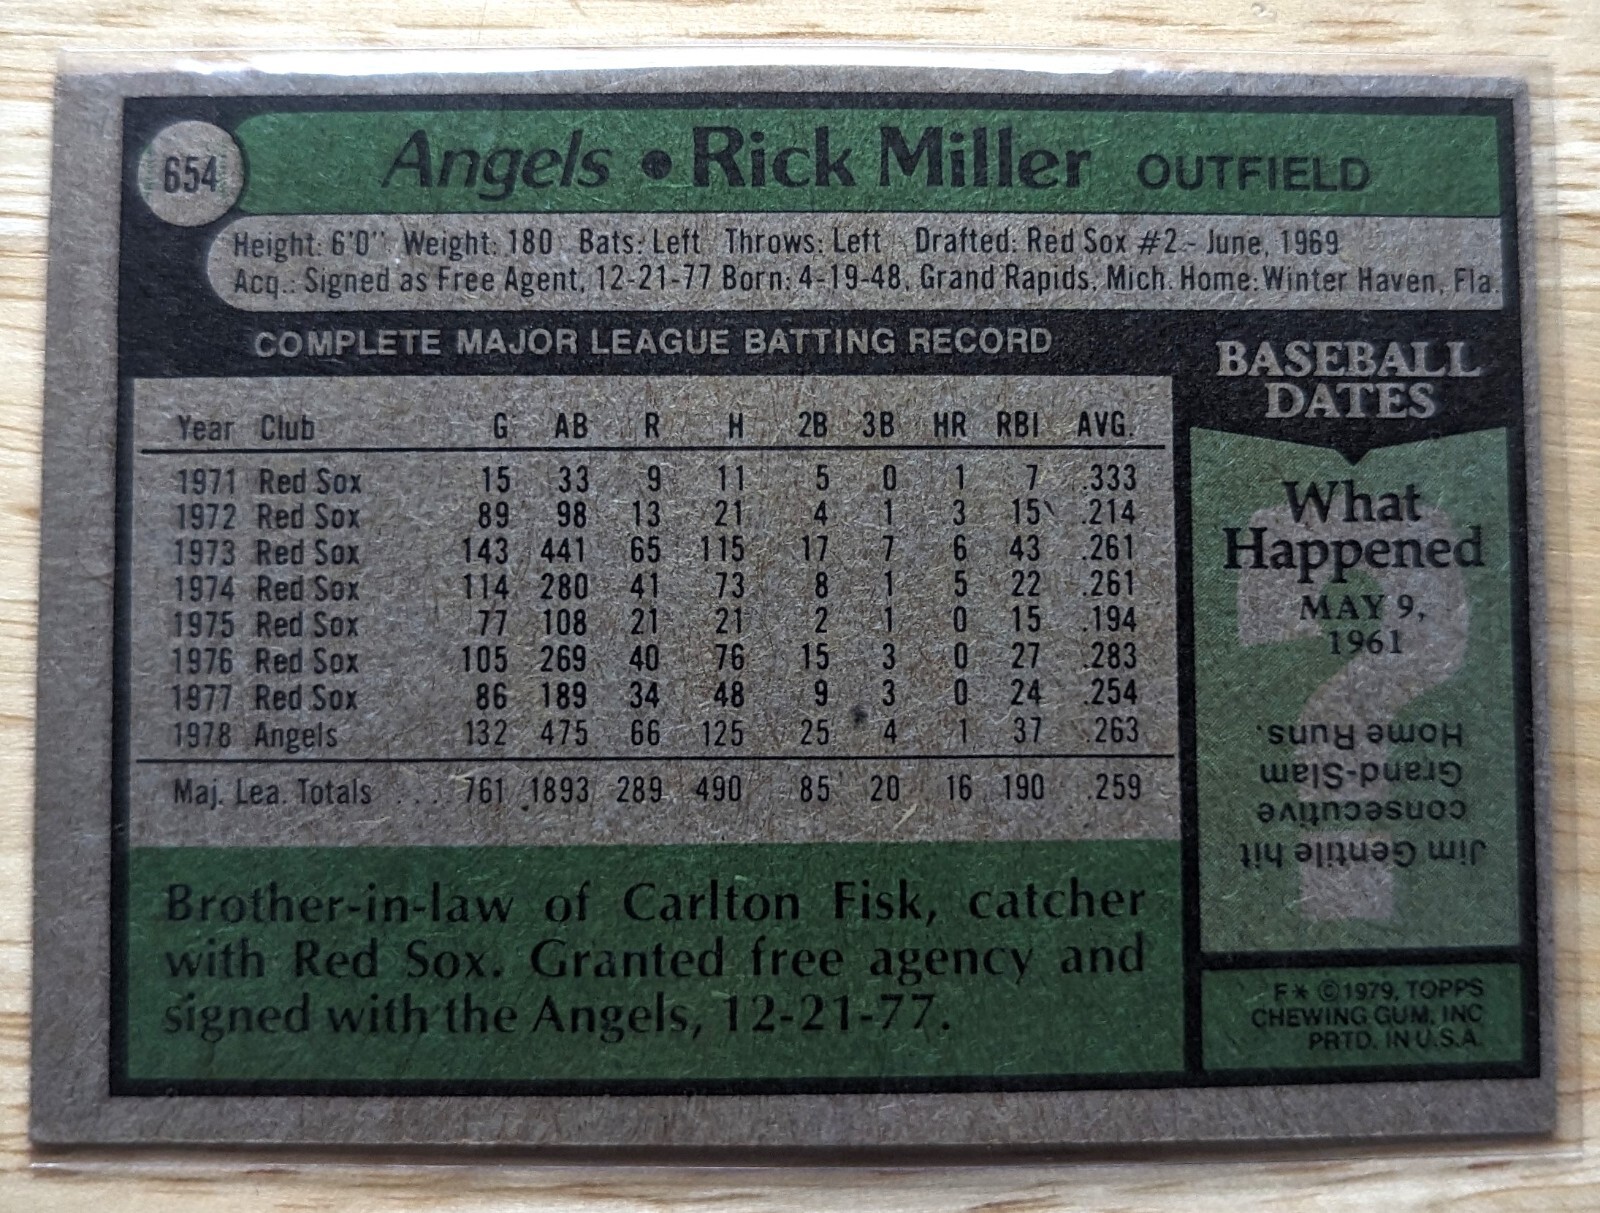 654
Angels • Rick Miller OUTFIELD
Height: 6'0" Weight: 180 Bats: Left Throws: Left Drafted: Red Sox #2 - June, 1969
Acq.: Signed as Free Agent, 12-21-77 Born: 4-19-48, Grand Rapids, Mich. Home: Winter Haven, Fla.
COMPLETE MAJOR LEAGUE BATTING RECORD
Year Club G AB R H 2B 3B HR RBI AVG.
1971 Red Sox 15 33 9 11 5 0 1 7 .333
1972 Red Sox 89 98 13 21 4 1 3 15 .214
1973 Red Sox 143 441 65 115 17 7 6 43 .261
1974 Red Sox 114 280 41 73 8 1 5 22 .261
1975 Red Sox 77 108 21 21 2 1 0 15 .194
1976 Red Sox 105 269 40 76 15 3 0 27 .283
1977 Red Sox 86 189 34 48 9 3 0 24 .254
1978 Angels 132 475 66 125 25 4 1 37 .263
Maj. Lea. Totals . . . 761 1893 289 490 85 20 16 190 .259
Brother-in-law of Carlton Fisk, catcher
with Red Sox. Granted free agency and
signed with the Angels, 12-21-77.
BASEBALL
DATES
What
Happened
MAY 9,
1961
?
Jim Gentile hit
consecutive
Grand-Slam
Home Runs.
F* ©1979, TOPPS
CHEWING GUM, INC
PRTD. IN U.S.A.